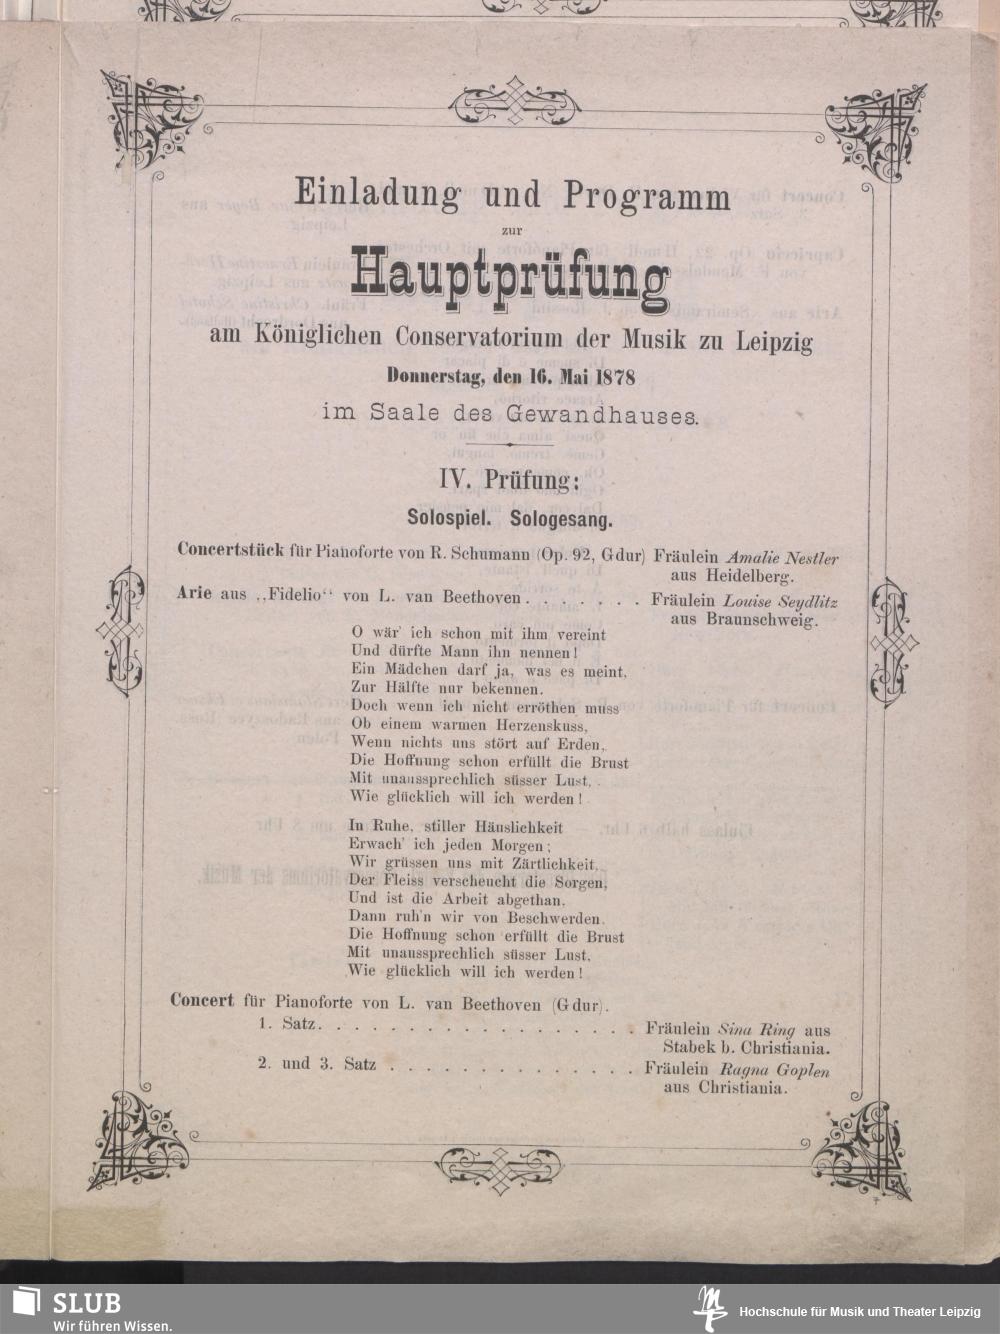 Einladung und Programm
zur
Hauptprüfung
am Königlichen Conservatorium der Musik zu Leipzig
Donnerstag, den 16. Mai 1878
im Saale des Gewandhauses.
IV. Prüfung:
Solospiel. Sologesang.
Concertstück für Pianoforte von R. Schumann (Op. 92, G dur) Fräulein Amalie Nestler
aus Heidelberg.
Arie aus „Fidelio“ von L. van Beethoven . . . . . . . Fräulein Louise Seydlitz
aus Braunschweig.
O wär' ich schon mit ihm vereint
Und dürfte Mann ihn nennen!
Ein Mädchen darf ja, was es meint,
Zur Hälfte nur bekennen.
Doch wenn ich nicht erröthen muss
Ob einem warmen Herzenskuss,
Wenn nichts uns stört auf Erden,
Die Hoffnung schon erfüllt die Brust
Mit unaussprechlich süsser Lust,
Wie glücklich will ich werden!
In Ruhe, stiller Häuslichkeit
Erwach' ich jeden Morgen;
Wir grüssen uns mit Zärtlichkeit,
Der Fleiss verscheucht die Sorgen,
Und ist die Arbeit abgethan,
Dann ruh'n wir von Beschwerden,
Die Hoffnung schon erfüllt die Brust
Mit unaussprechlich süsser Lust,
Wie glücklich will ich werden!
Concert für Pianoforte von L. van Beethoven (G dur).
1. Satz. . . . . . . . . . . . . . . . . Fräulein Sina Ring aus
Stabek b. Christiania.
2. und 3. Satz . . . . . . . . . . . . . Fräulein Ragna Goplen
aus Christiania.
SLUB
Wir führen Wissen.
Hochschule für Musik und Theater Leipzig